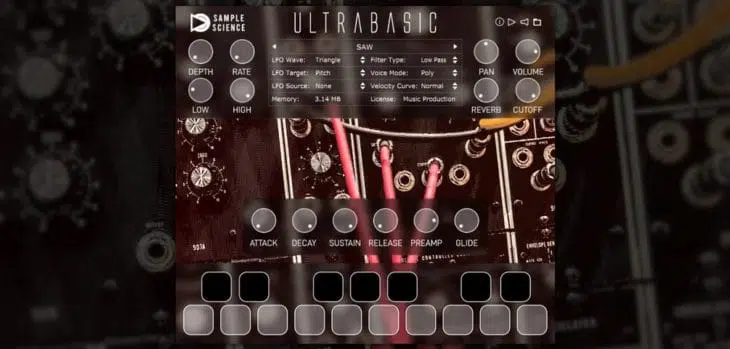 SAMPLE
SCIENCE
ULTRABASIC
SAW
LFO Wave: Triangle Filter Type: Low Pass
LFO Target: Pitch Voice Mode: Poly
LFO Source: None Velocity Curve: Normal
Memory: 3.14 MB License: Music Production
DEPTH RATE PAN VOLUME
LOW HIGH REVERB CUTOFF
ATTACK DECAY SUSTAIN RELEASE PREAMP GLIDE